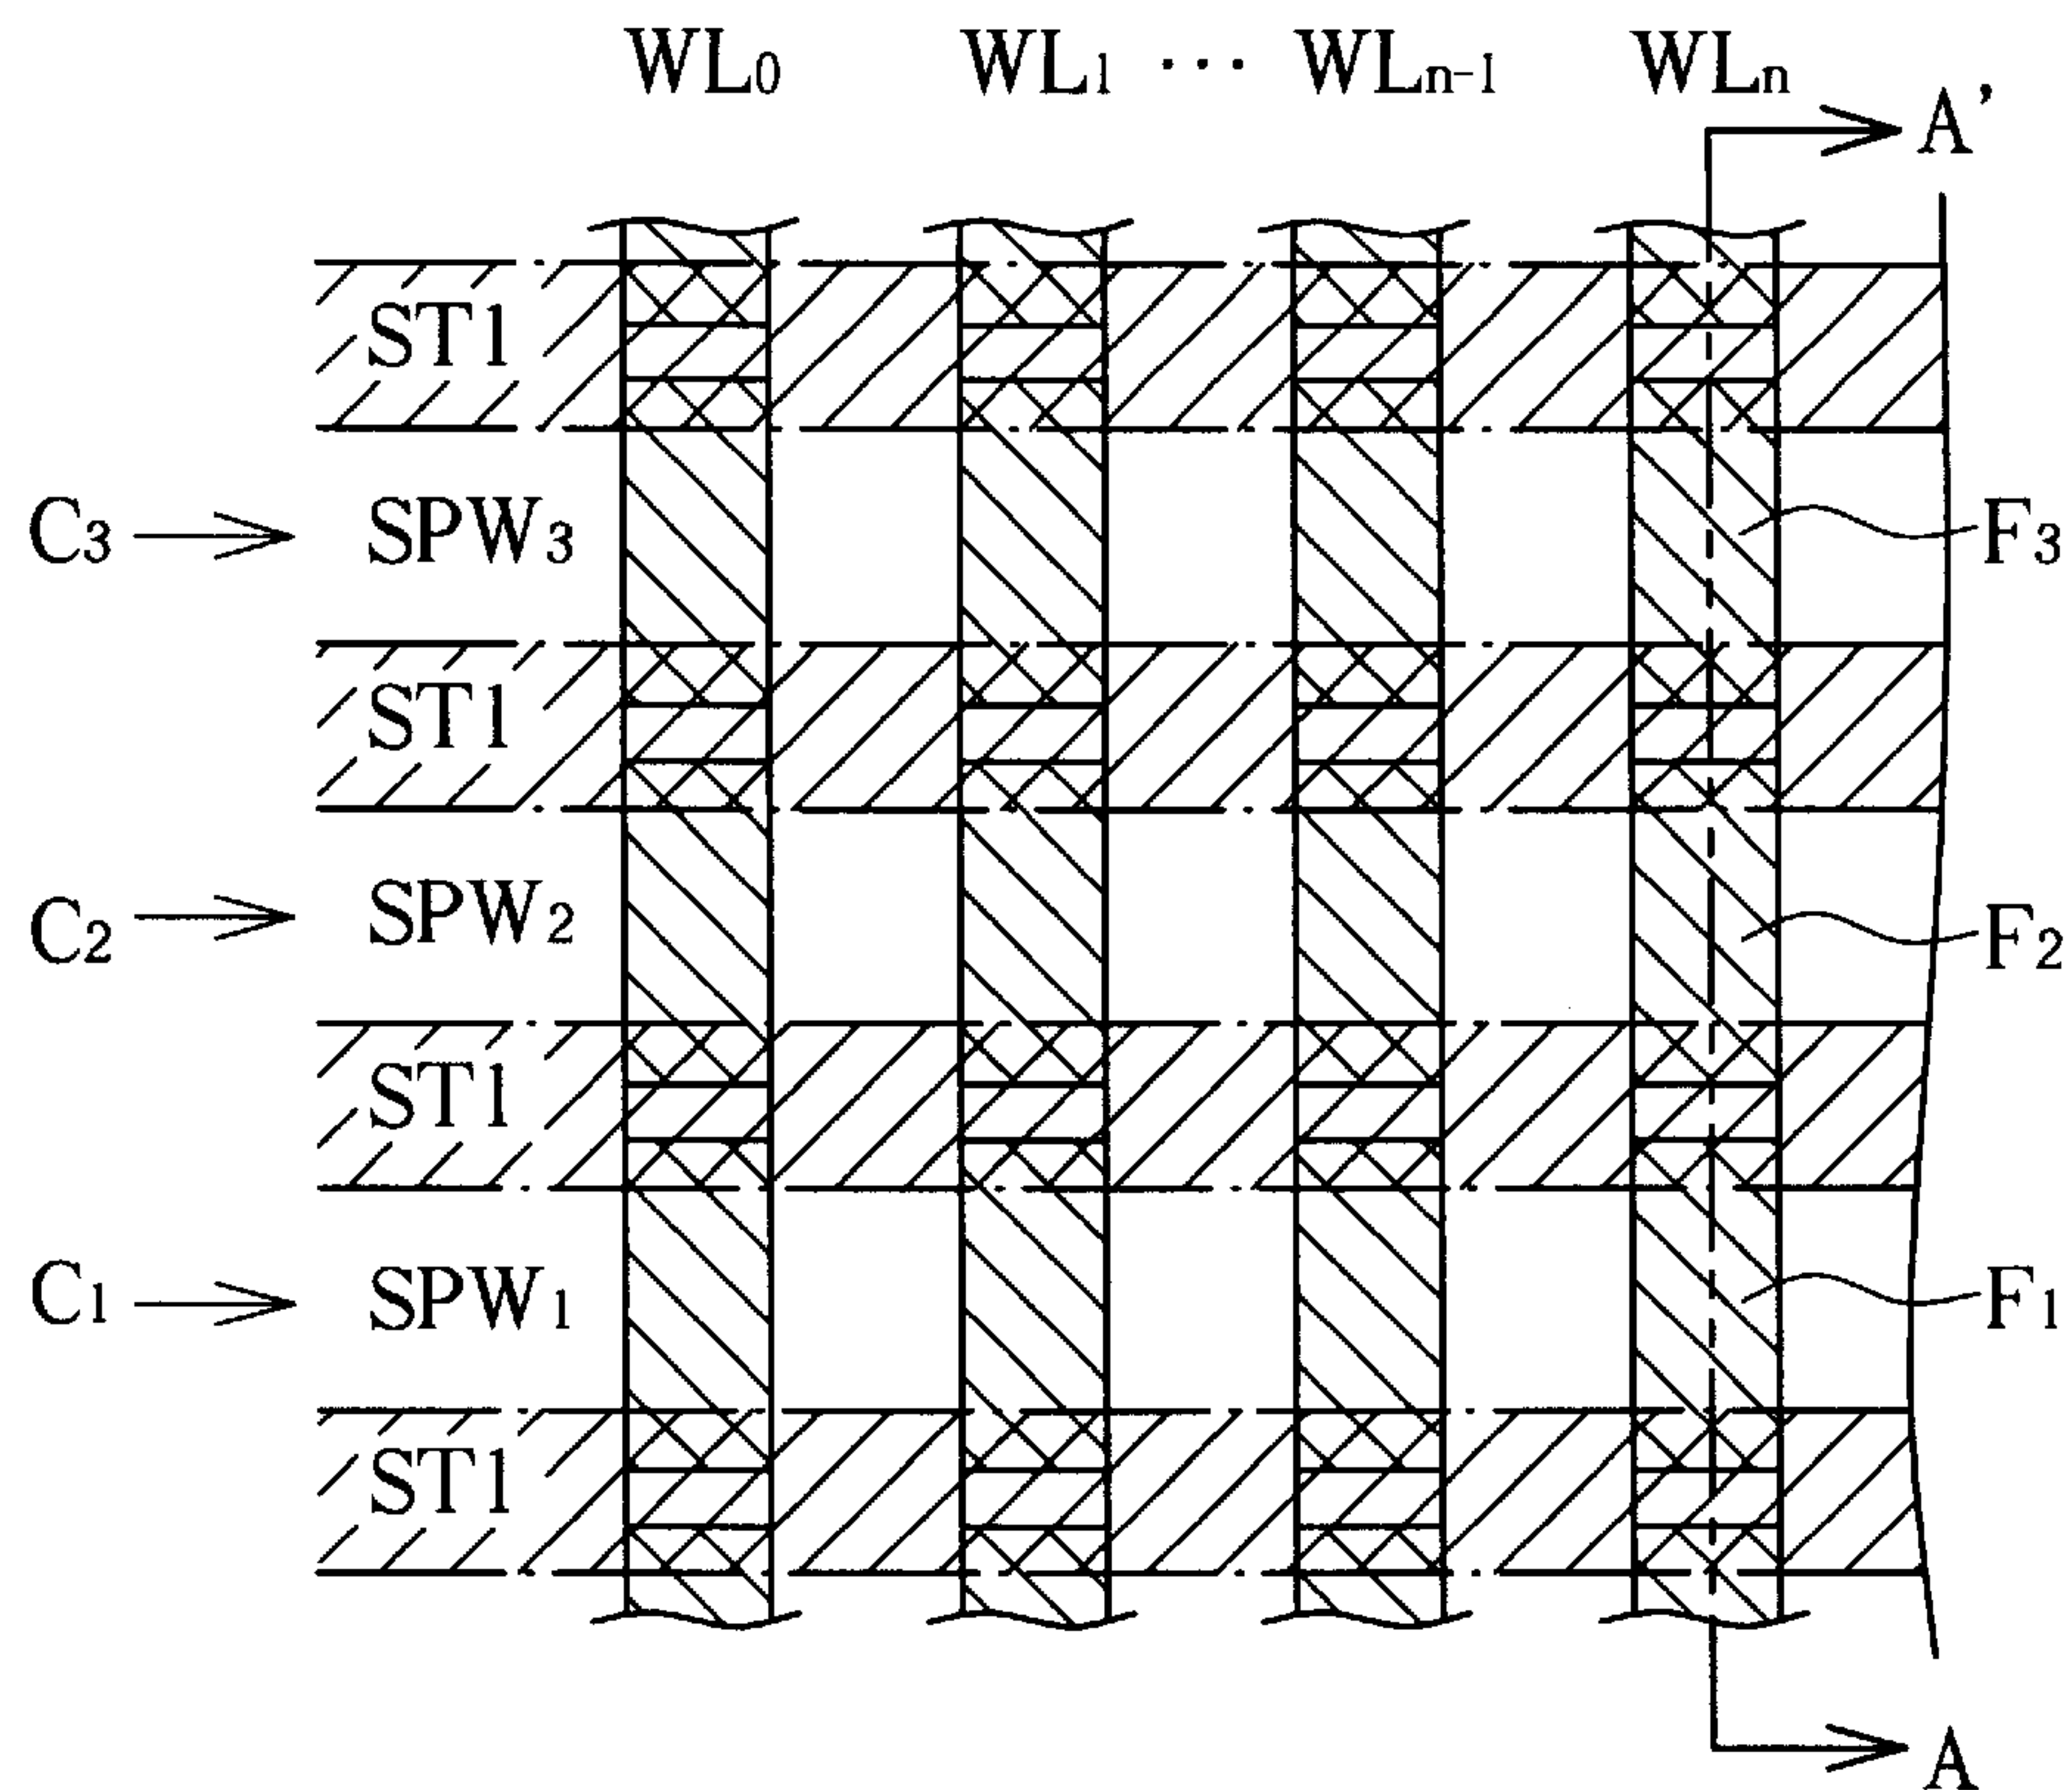 WL0 WL1 ··· WLn-1 WLn
A’
ST1
C3 SPW3 F3
ST1
C2 SPW2 F2
ST1
C1 SPW1 F1
ST1
A